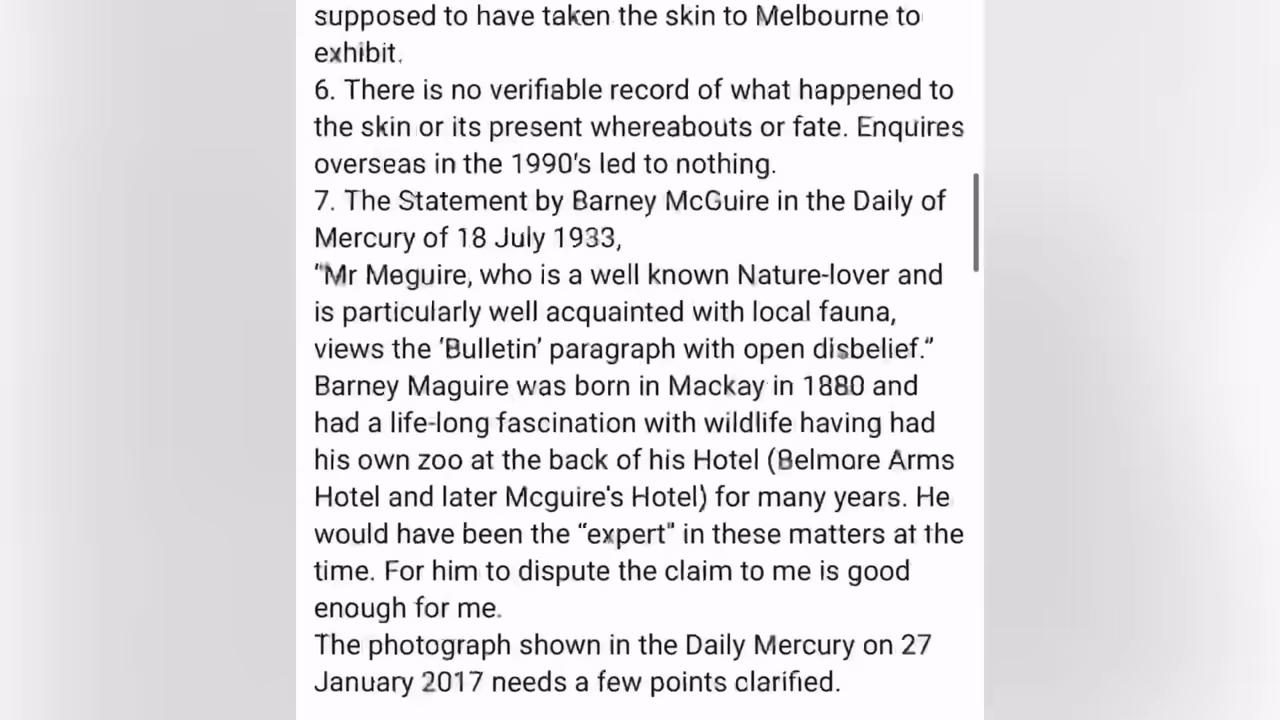 supposed to have taken the skin to Melbourne to
exhibit.
6. There is no verifiable record of what happened to
the skin or its present whereabouts or fate. Enquires
overseas in the 1990's led to nothing.
7. The Statement by Barney McGuire in the Daily of
Mercury of 18 July 1933,
"Mr Meguire, who is a well known Nature-lover and
is particularly well acquainted with local fauna,
views the ‘Bulletin’ paragraph with open disbelief.”
Barney Maguire was born in Mackay in 1880 and
had a life-long fascination with wildlife having had
his own zoo at the back of his Hotel (Belmore Arms
Hotel and later Mcguire's Hotel) for many years. He
would have been the “expert" in these matters at the
time. For him to dispute the claim to me is good
enough for me.
The photograph shown in the Daily Mercury on 27
January 2017 needs a few points clarified.